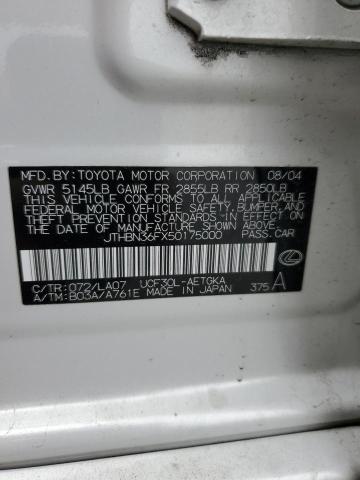 MFD.BY:TOYOTA MOTOR CORPORATION 08/04
GVWR 5145LB GAWR FR 2855LB RR 2850LB
THIS VEHICLE CONFORMS TO ALL APPLICABLE
FEDERAL MOTOR VEHICLE SAFETY, BUMPER, AND
THEFT PREVENTION STANDARDS IN EFFECT ON
THE DATE OF MANUFACTURE SHOWN ABOVE.
JTHBN36FX50175000 PASS.CAR
C/TR: 072/LA07 UCF30L-AETGKA
A/TM: B03A/A761E MADE IN JAPAN 375 A